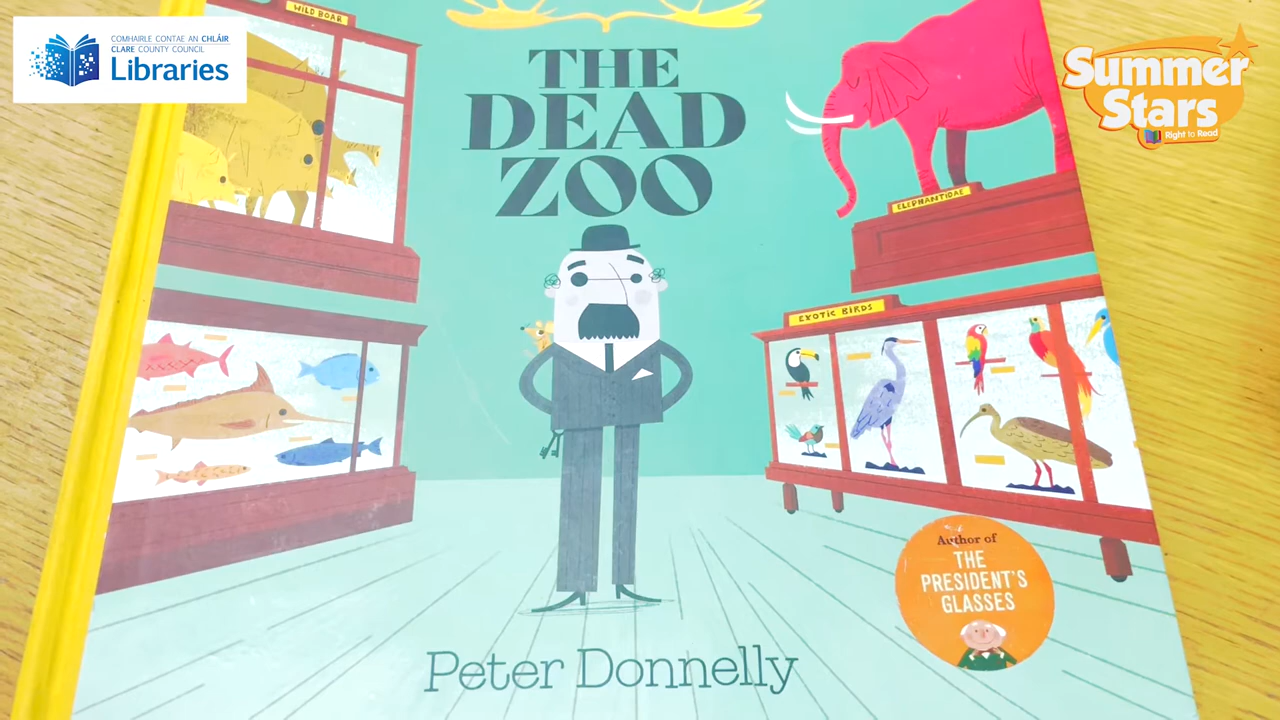 COMHAIRLE CONTAE AN CHLÁIR
CLARE COUNTY COUNCIL
Libraries
WILD BOAR
THE
DEAD
ZOO
Summer
Stars
Right to Read
ELEPHANTIDAE
EXOTIC BIRDS
Author of
THE
PRESIDENT'S
GLASSES
Peter Donnelly